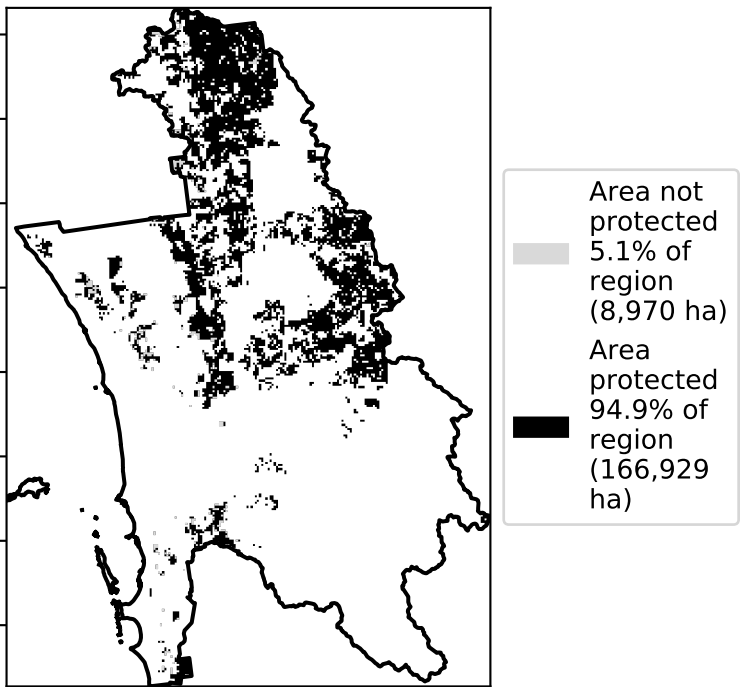 Area not
protected
5.1% of
region
(8,970 ha)
Area
protected
94.9% of
region
(166,929
ha)